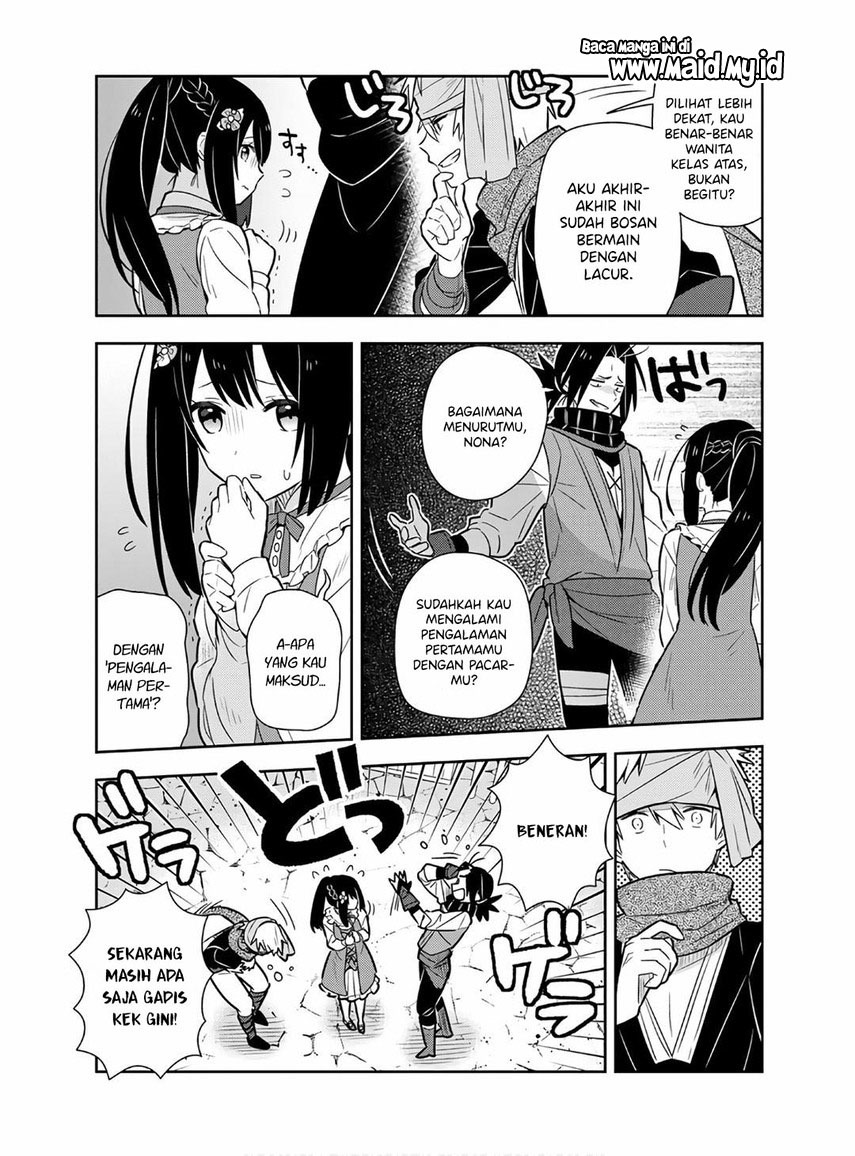 Baca Manga ini di
www.Maid.my.id
DILIHAT LEBIH
DEKAT, KAU
BENAR-BENAR
WANITA
KELAS ATAS,
BUKAN
BEGITU?
AKU AKHIR-
AKHIR INI
SUDAH BOSAN
BERMAIN
DENGAN
LACUR.
じろ
じろ
す…
ばっ
BAGAIMANA
MENURUTMU,
NONA?
SUDAHKAH KAU
MENGALAMI
PENGALAMAN
PERTAMAMU
DENGAN PACAR-
MU?
A-APA
YANG KAU
MAKSUD...
DENGAN
'PENGALA-
MAN PER-
TAMA'?
BENERAN!
どっ
ゲラ
ゲラ
SEKARANG
MASIH ADA
SAJA GADIS
KEK GINI!